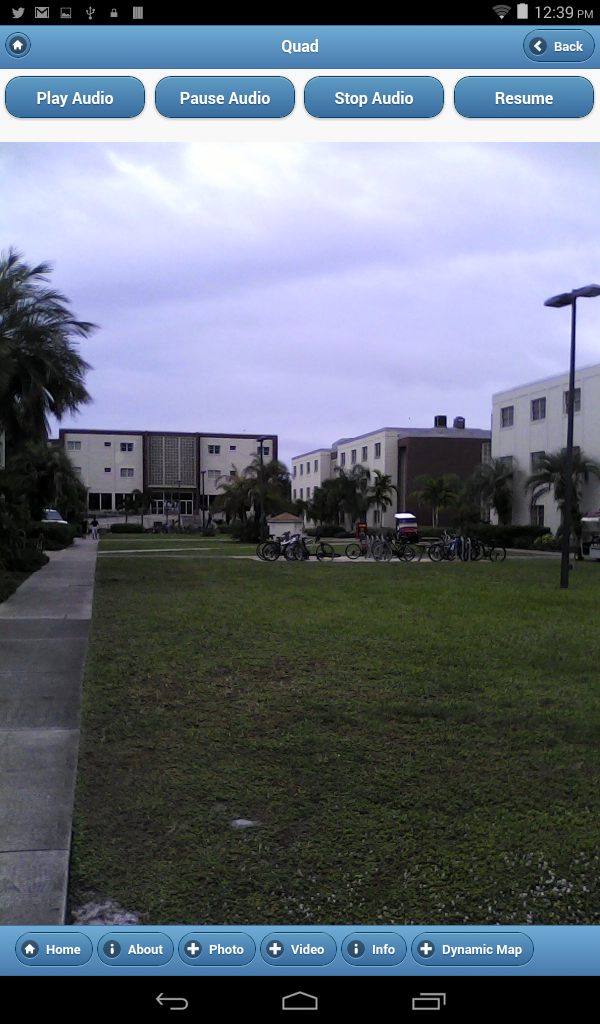 12:39 PM
Quad
Back
Play Audio
Pause Audio
Stop Audio
Resume
Home
About
Photo
Video
Info
Dynamic Map